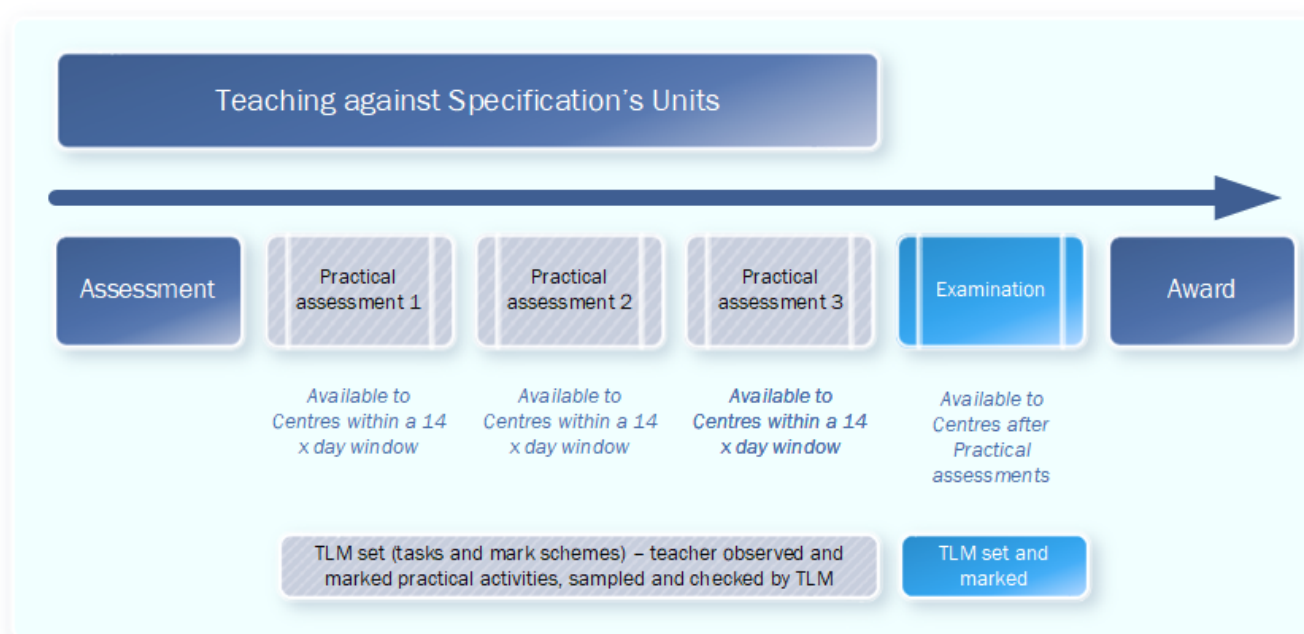 Teaching against Specification's Units
Assessment
Practical
assessment 1
Practical
assessment 2
Practical
assessment 3
Examination
Award
Available to
Centres within a 14
x day window
Available to
Centres within a 14
x day window
Available to
Centres within a 14
x day window
Available to
Centres after
Practical
assessments
TLM set (tasks and mark schemes) – teacher observed and
marked practical activities, sampled and checked by TLM
TLM set and
marked